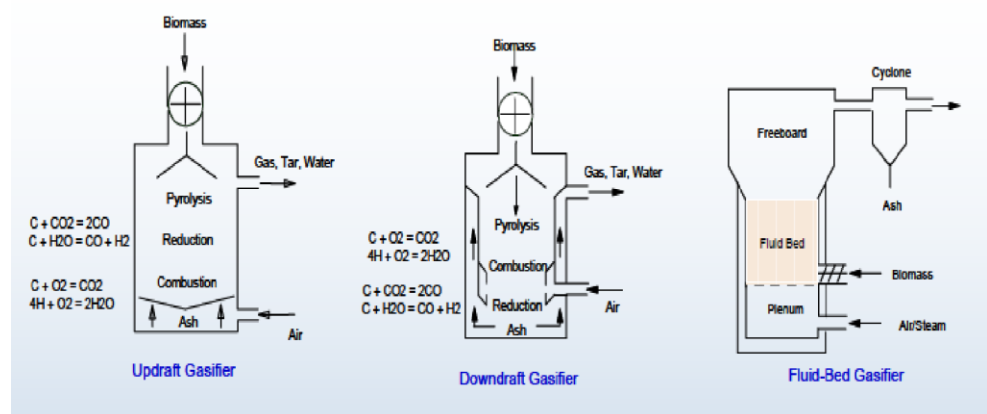 Biomass
Gas, Tar, Water
Pyrolysis
C + CO2 = 2CO
C + H2O = CO + H2
Reduction
Combustion
C + O2 = CO2
4H + O2 = 2H2O
Ash
Air
Updraft Gasifier
Biomass
Gas, Tar, Water
Pyrolysis
C + O2 = CO2
4H + O2 = 2H2O
Combustion
C + CO2 = 2CO
C + H2O = CO + H2
Reduction
Air
Ash
Downdraft Gasifier
Cyclone
Freeboard
Ash
Fluid Bed
Biomass
Plenum
Air/Steam
Fluid-Bed Gasifier